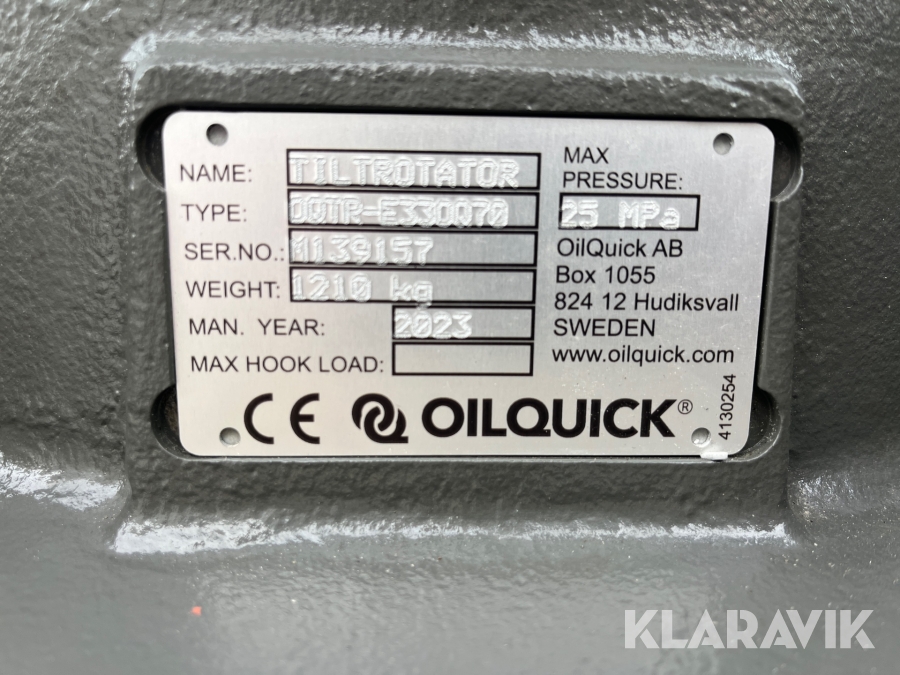 NAME: TILTROTATOR
TYPE: OQTR-E330Q70
SER.NO.: M139157
WEIGHT: 1210 kg
MAN. YEAR: 2023
MAX HOOK LOAD:
MAX
PRESSURE:
25 MPa
OilQuick AB
Box 1055
824 12 Hudiksvall
SWEDEN
www.oilquick.com
CE OILQUICK®
4130254
KLARAVIK